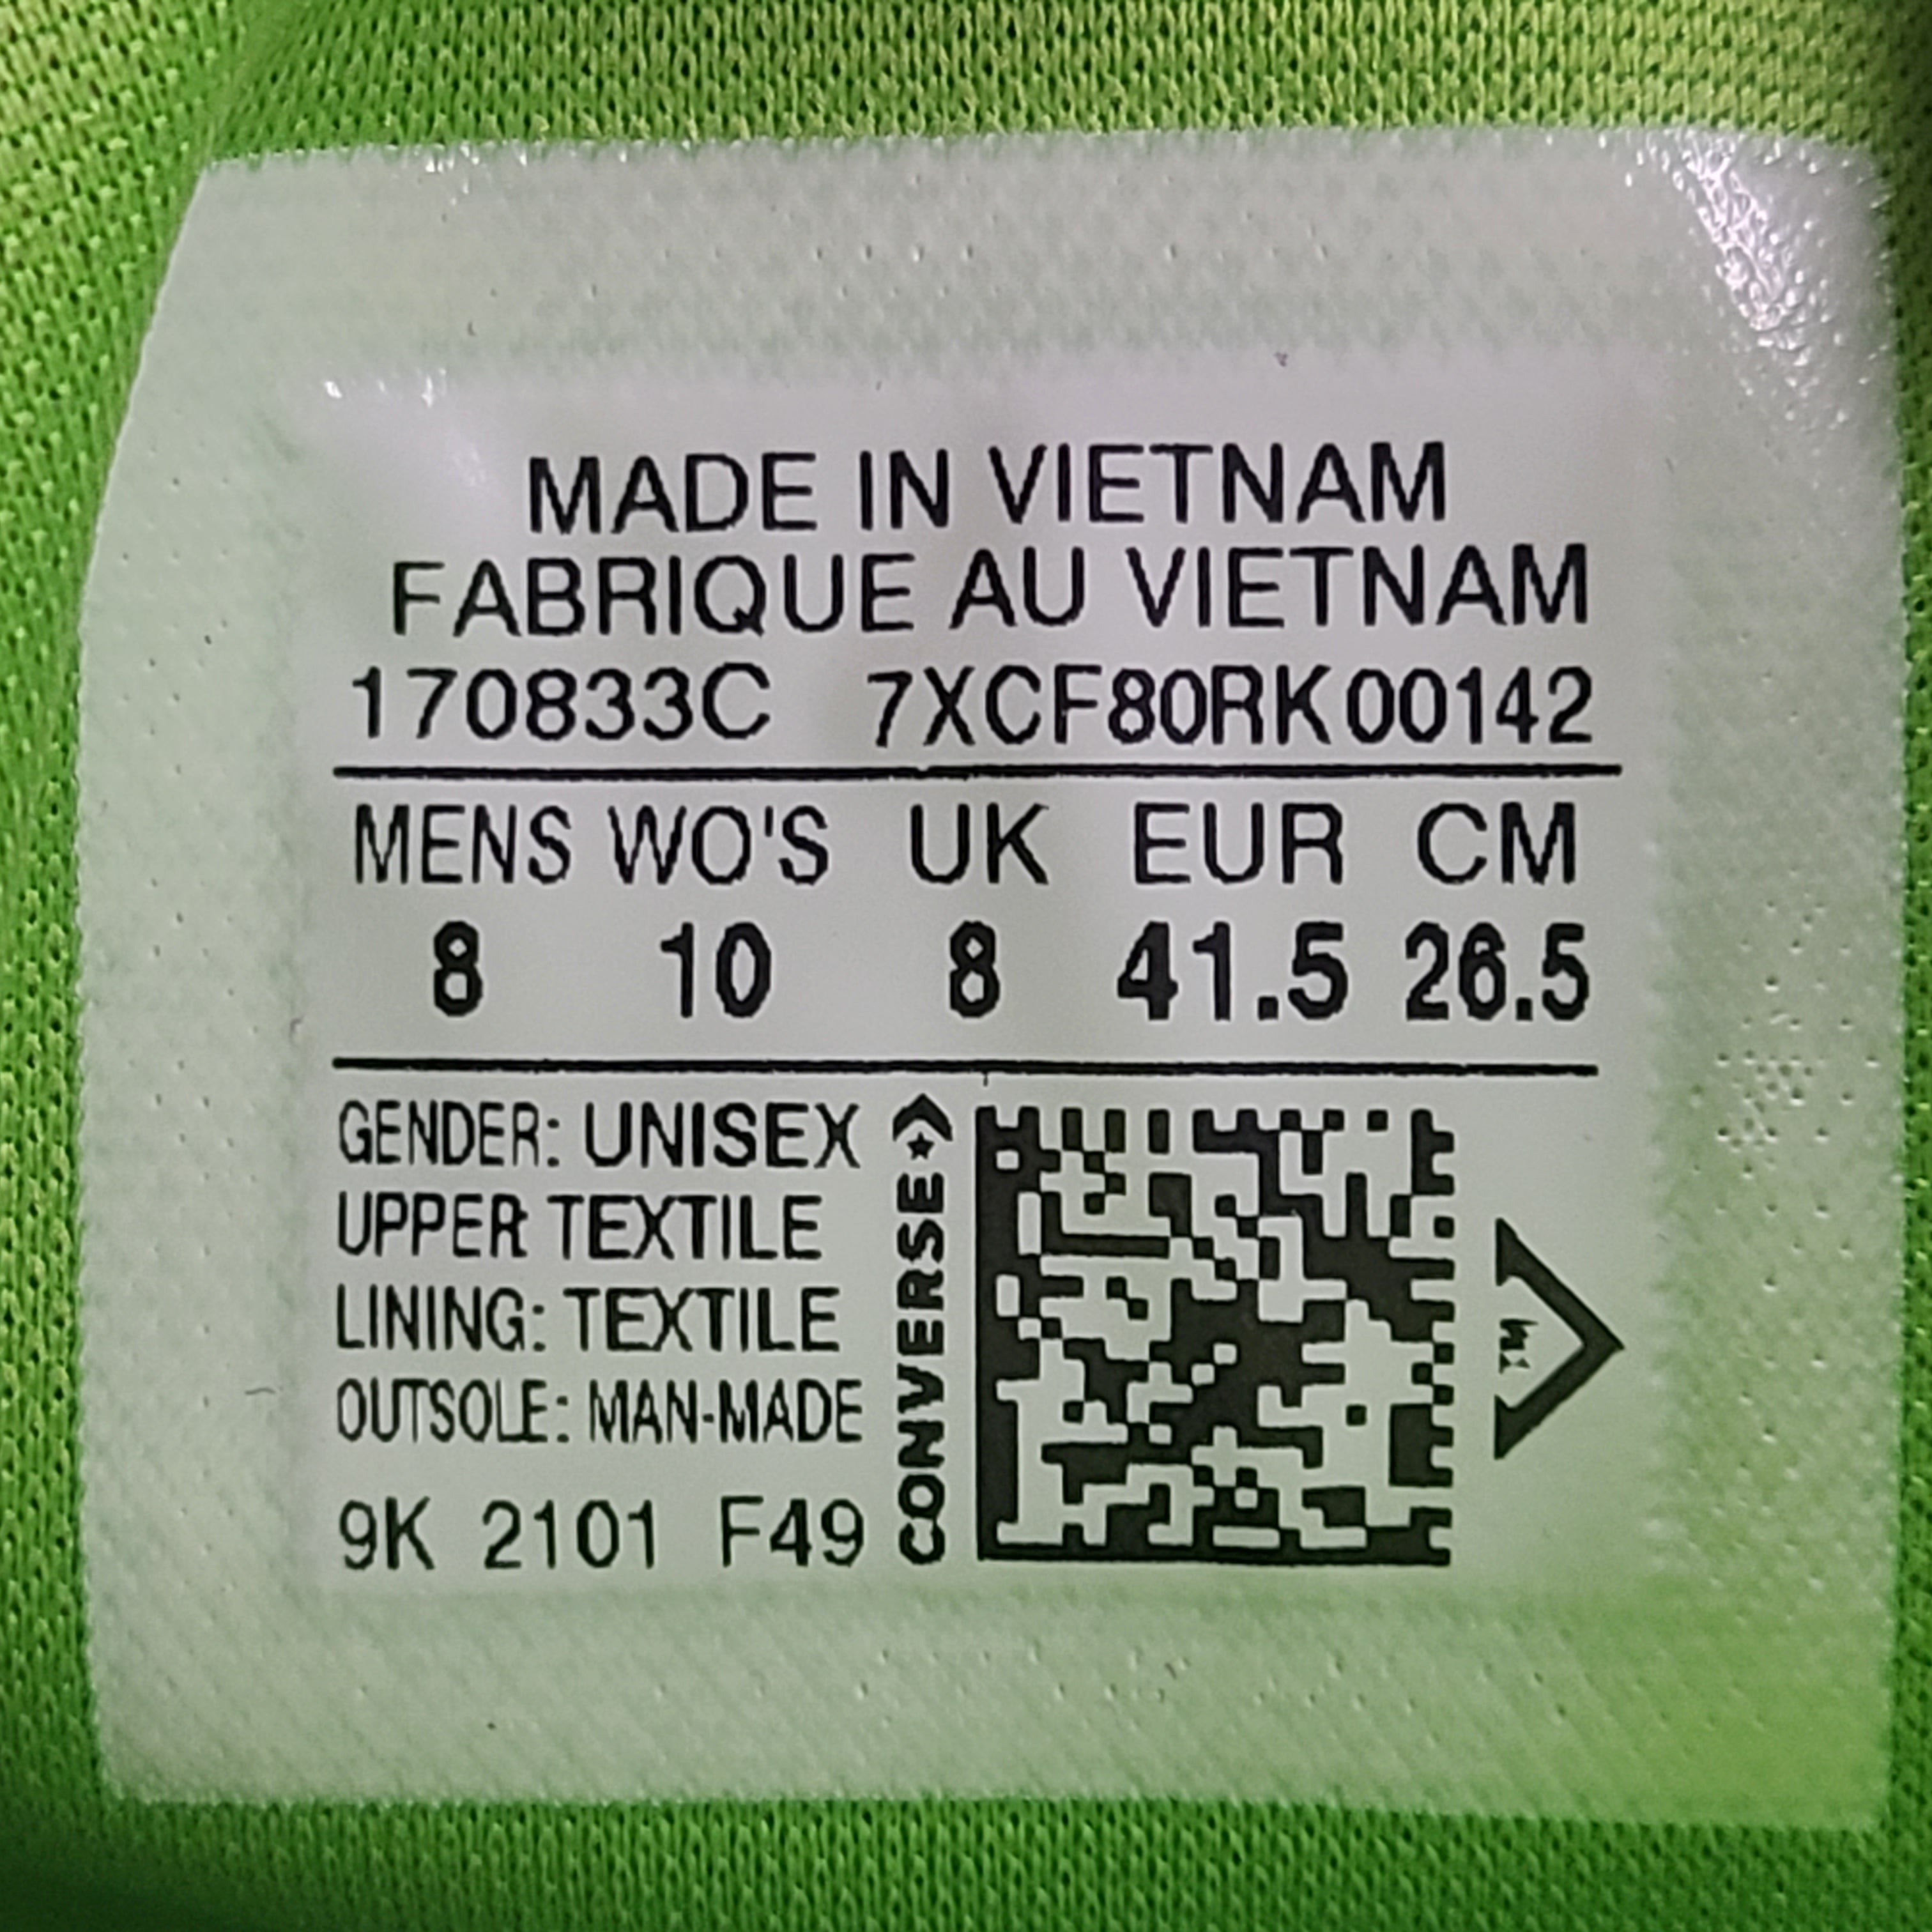 MADE IN VIETNAM
FABRIQUE AU VIETNAM
170833C 7XCF80RK00142
MENS WO'S UK EUR CM
8 10 8 41.5 26.5
GENDER: UNISEX
UPPER TEXTILE
LINING: TEXTILE
OUTSOLE: MAN-MADE
9K 2101 F49
CONVERSE